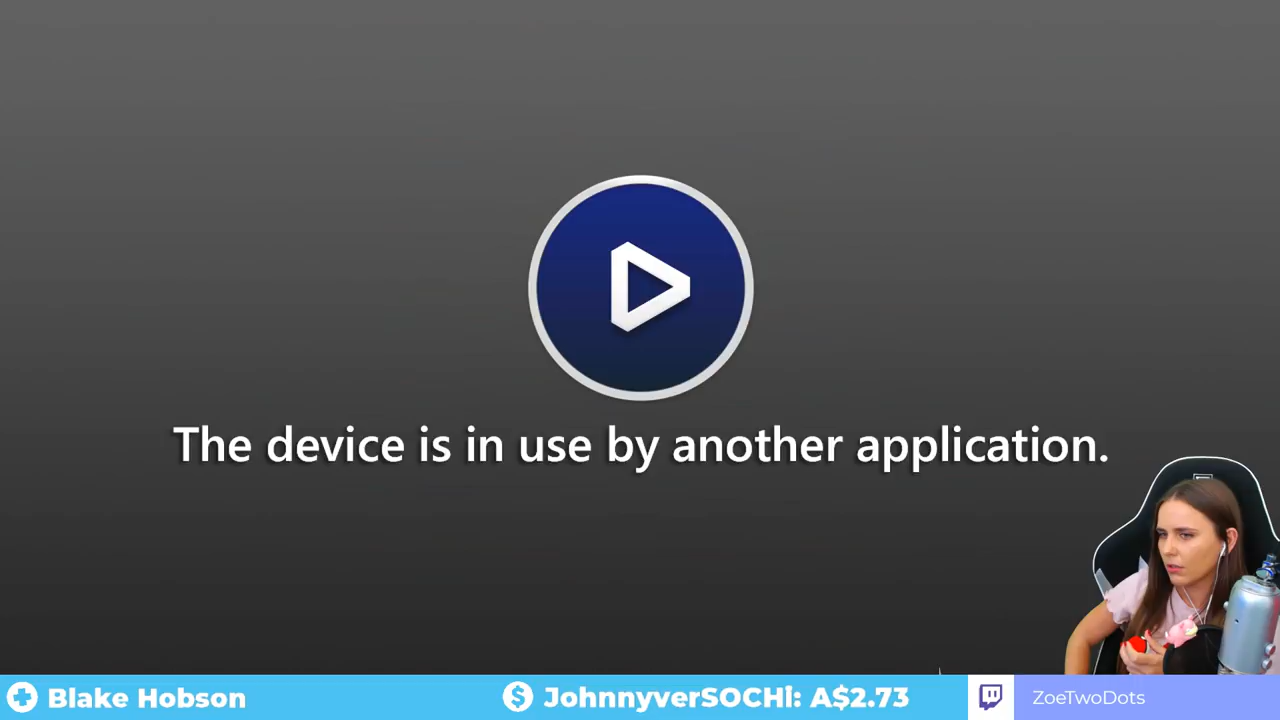 The device is in use by another application.
Blake Hobson
JohnnyverSOCHi: A$2.73
ZoeTwoDots